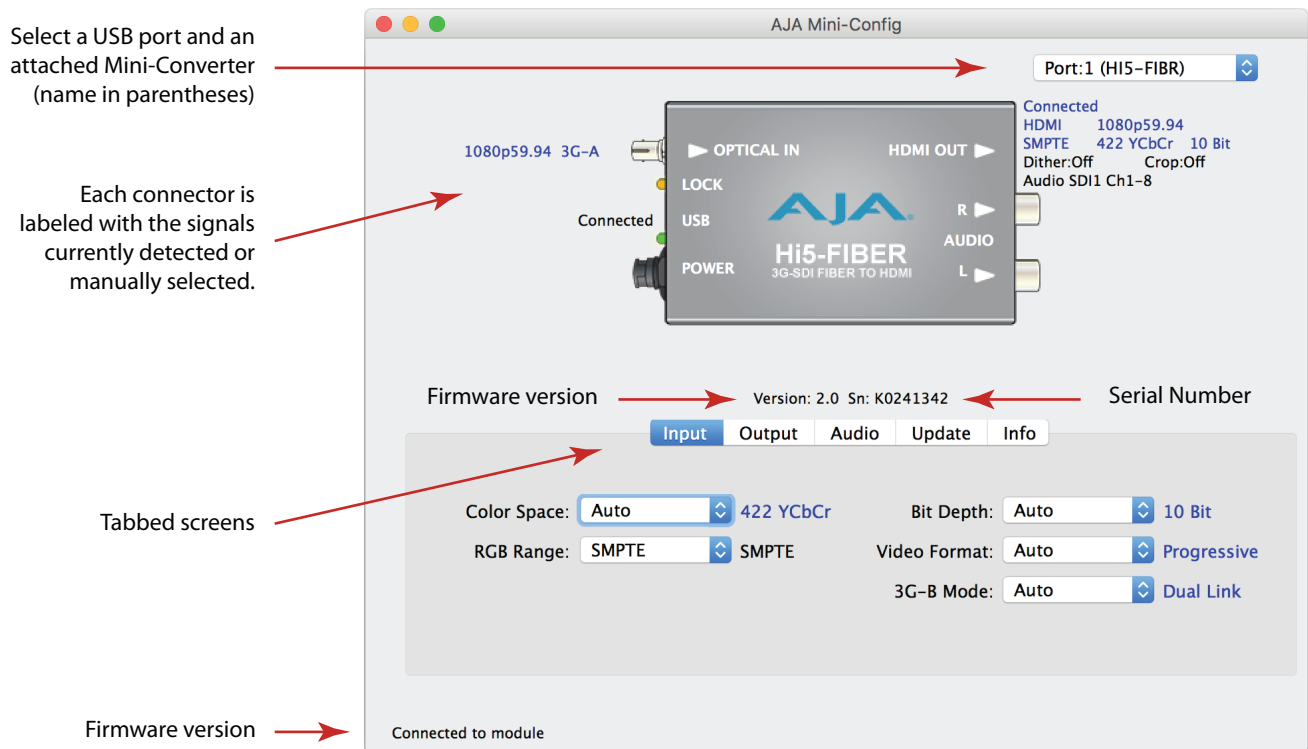 AJA Mini-Config
Select a USB port and an
attached Mini-Converter
(name in parentheses)
Port:1 (HI5-FIBR)
Connected
HDMI 1080p59.94
SMPTE 422 YCbCr 10 Bit
Dither:Off Crop:Off
Audio SDI1 Ch1-8
1080p59.94 3G-A
OPTICAL IN
HDMI OUT
LOCK
Each connector is
labeled with the signals
currently detected or
manually selected.
Connected
USB
AJA
R
AUDIO
POWER
Hi5-FIBER
3G-SDI FIBER TO HDMI
L
Firmware version
Version: 2.0 Sn: K0241342
Serial Number
Input Output Audio Update Info
Tabbed screens
Color Space: Auto 422 YCbCr
Bit Depth: Auto 10 Bit
RGB Range: SMPTE SMPTE
Video Format: Auto Progressive
3G-B Mode: Auto Dual Link
Firmware version
Connected to module